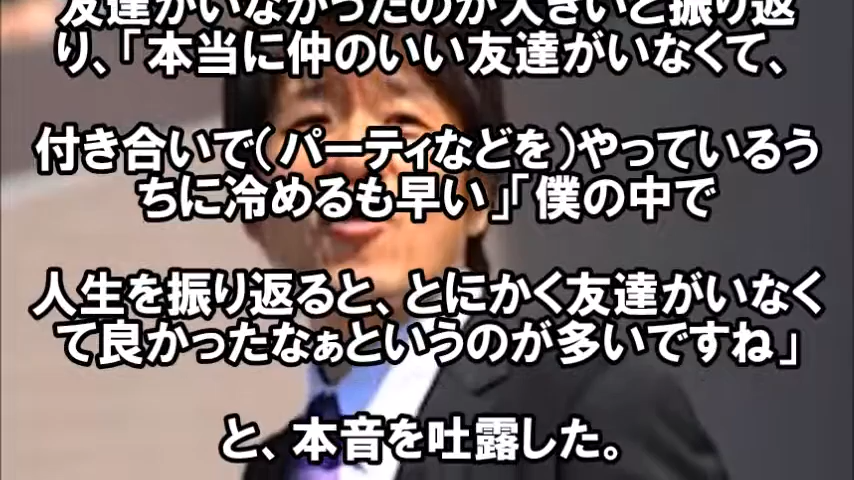 友達がいなかったのが大きいと振り返
り、「本当に仲のいい友達がいなくて、
付き合いで(パーティなどを)やっているう
ちに冷めるも早い」「僕の中で
人生を振り返ると、とにかく友達がいなく
て良かったなぁというのが多いですね」
と、本音を吐露した。